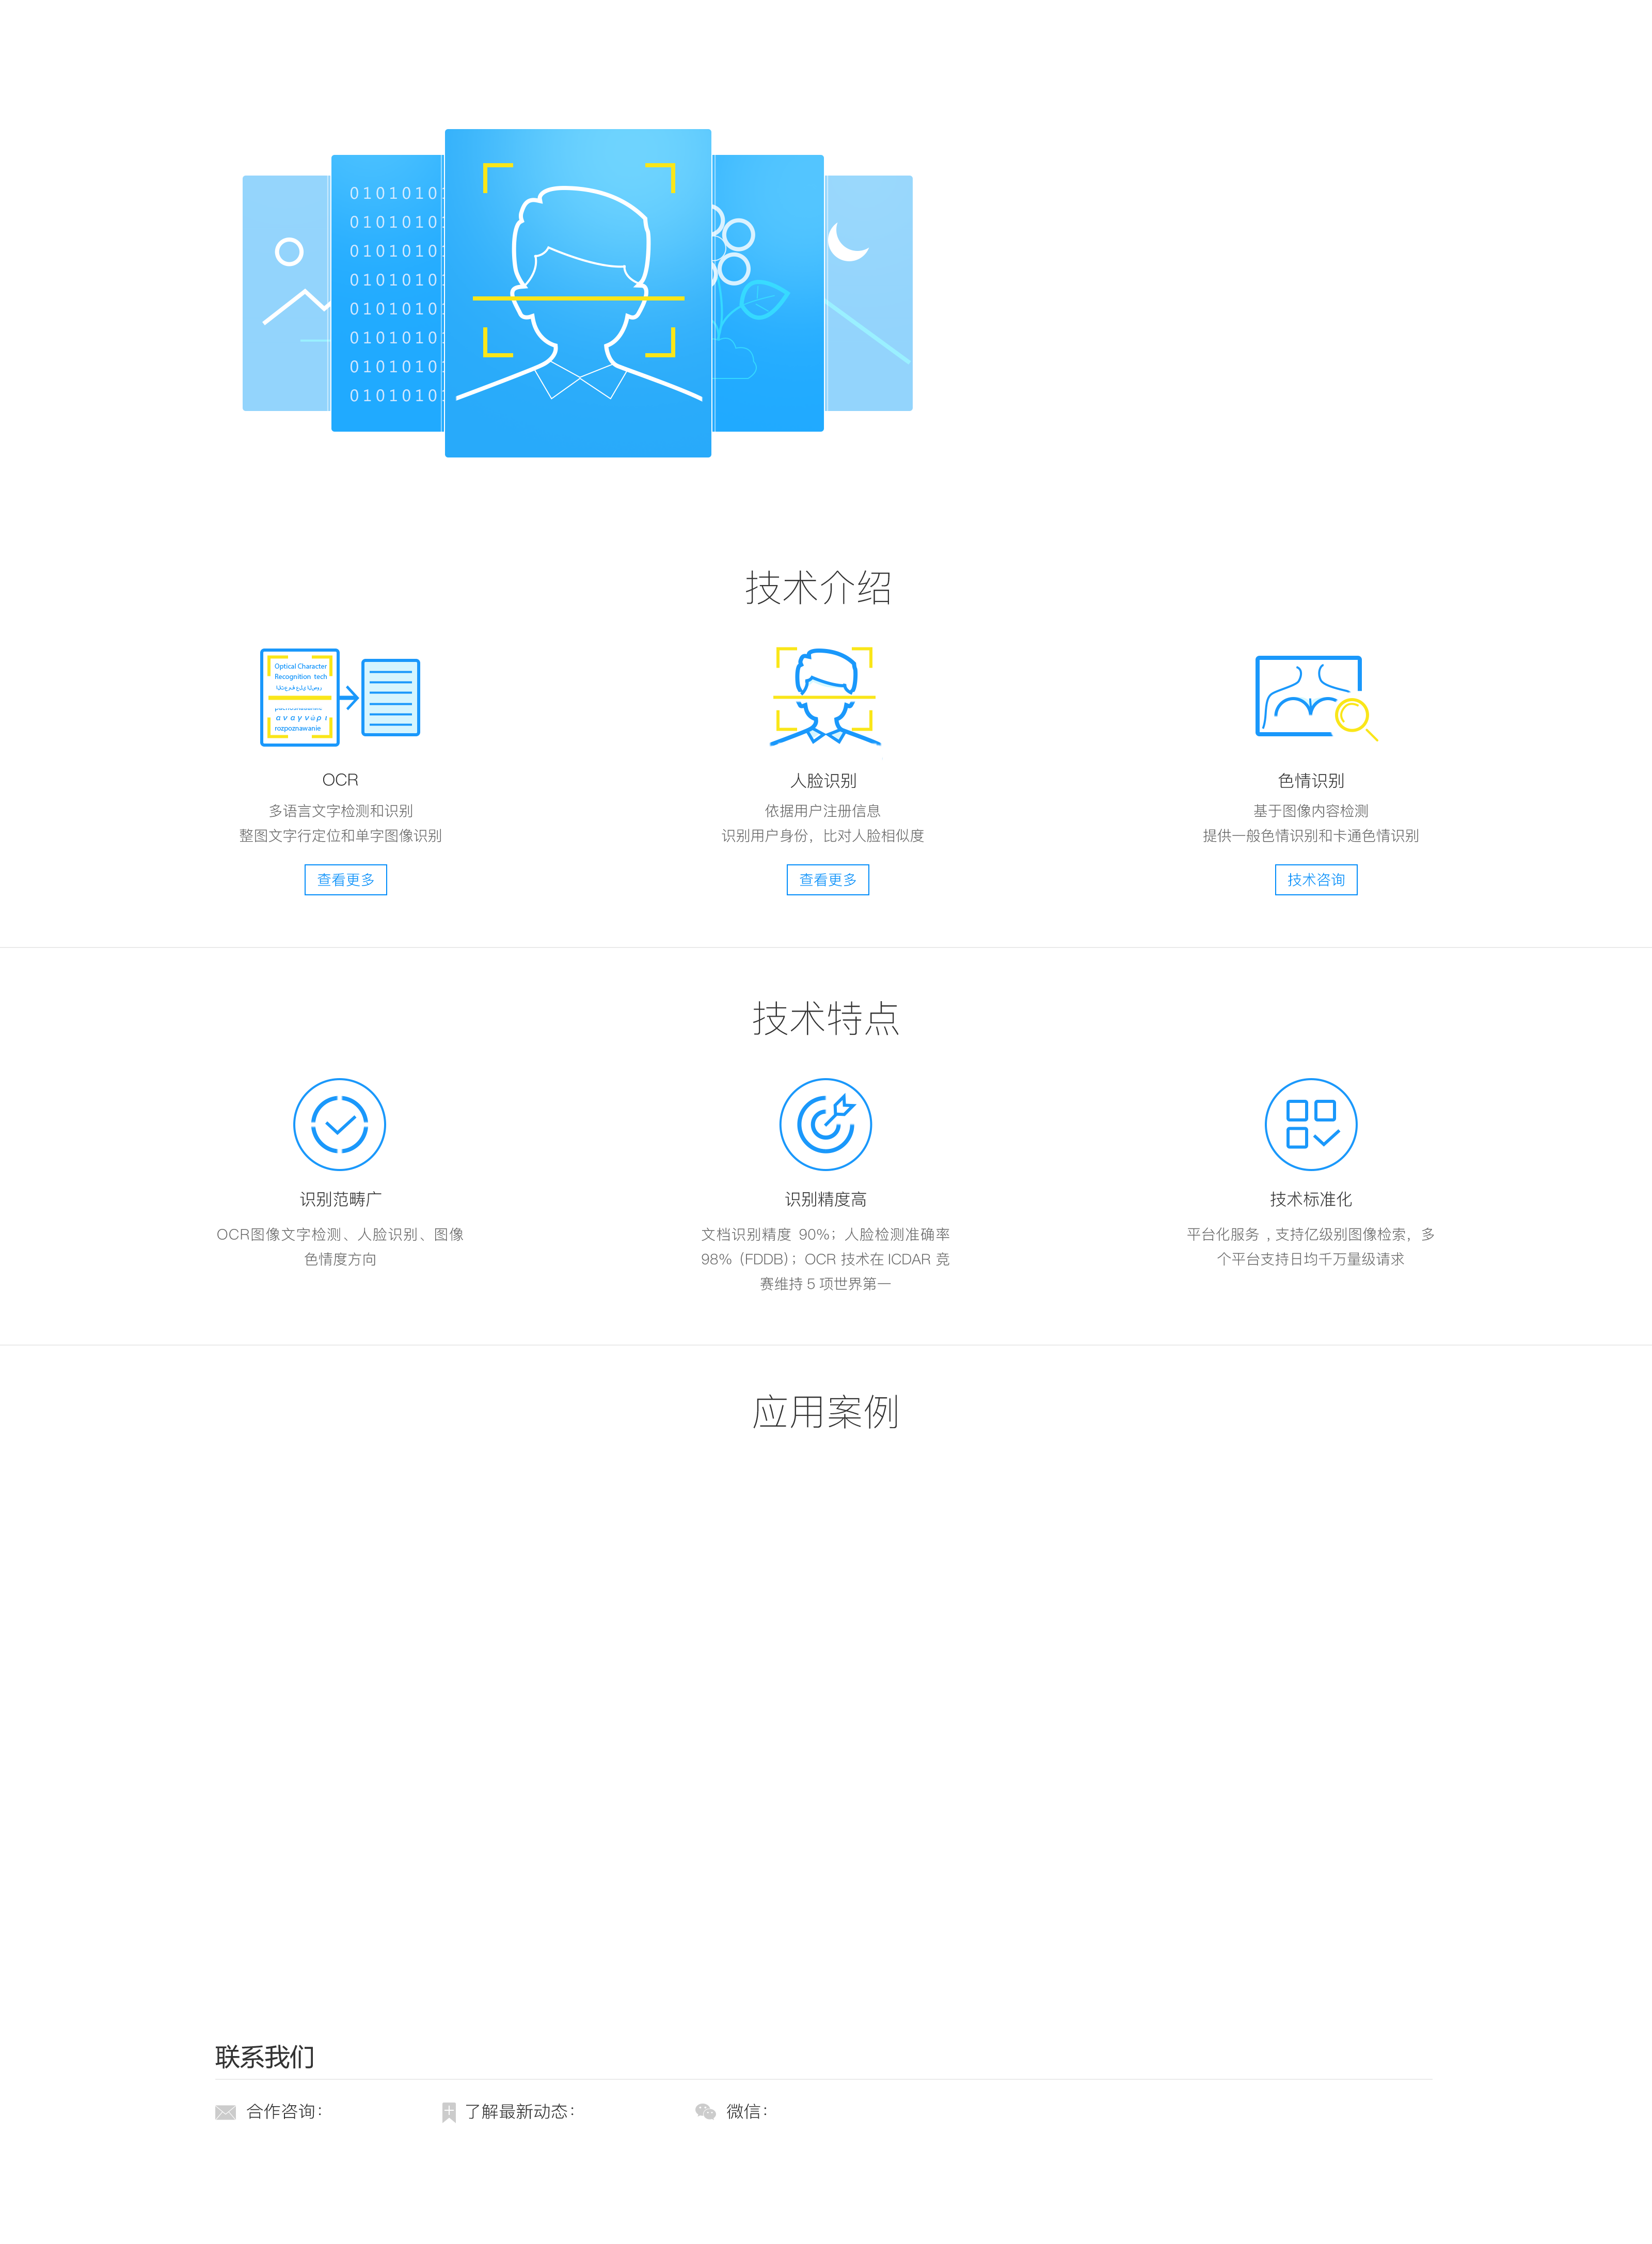 0101010
0101010
0101010
0101010
0101010
0101010
0101010
0101010
技术介绍
Optical Character
Recognition tech
rozpoznawanie
OCR
人脸识别
色情识别
多语言文字检测和识别
依据用户注册信息
基于图像内容检测
整图文字行定位和单字图像识别
识别用户身份，比对人脸相似度
提供一般色情识别和卡通色情识别
查看更多
查看更多
技术咨询
技术特点
识别范畴广
识别精度高
技术标准化
OCR图像文字检测、人脸识别、图像
色情度方向
文档识别精度 90%；人脸检测准确率
98%（FDDB）；OCR 技术在 ICDAR 竞
赛维持 5 项世界第一
平台化服务，支持亿级别图像检索，多
个平台支持日均千万量级请求
应用案例
联系我们
合作咨询：
了解最新动态：
微信：